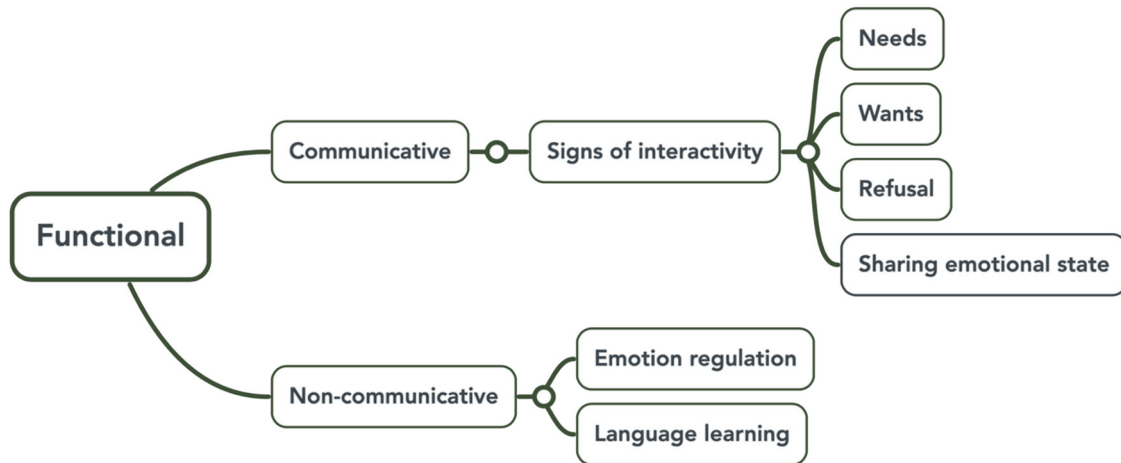 Functional
Communicative
Signs of interactivity
Needs
Wants
Refusal
Sharing emotional state
Non-communicative
Emotion regulation
Language learning